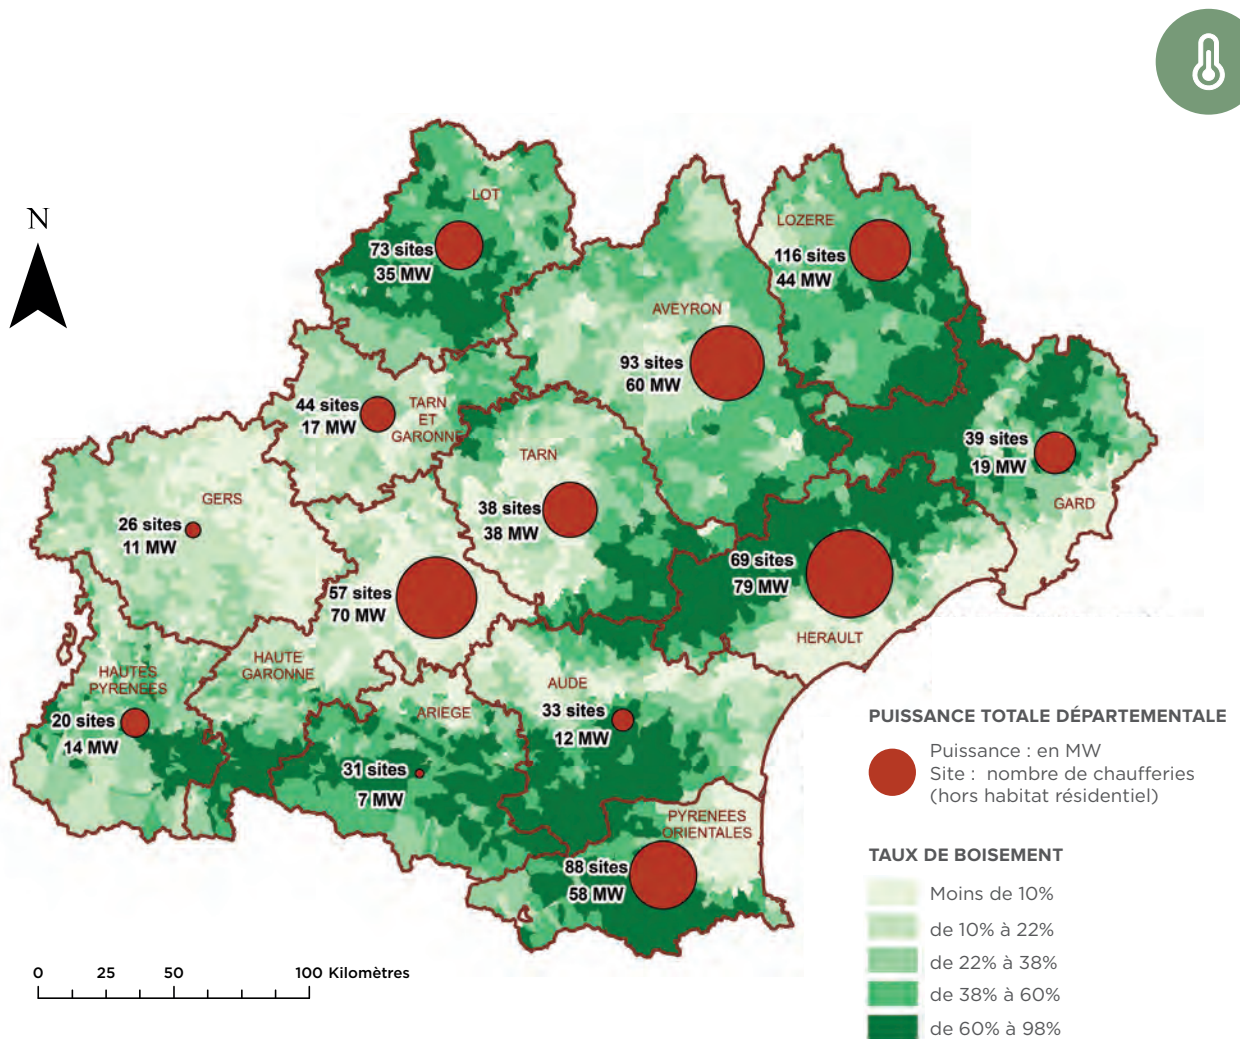 N
LOT
73 sites
35 MW
LOZERE
116 sites
44 MW
AVEYRON
93 sites
60 MW
44 sites
17 MW
TARN
ET
GARONNE
TARN
38 sites
38 MW
39 sites
19 MW
GARD
GERS
26 sites
11 MW
57 sites
70 MW
69 sites
79 MW
HERAULT
HAUTE
GARONNE
HAUTES
PYRENEES
20 sites
14 MW
ARIEGE
31 sites
7 MW
AUDE
33 sites
12 MW
PYRENEES
ORIENTALES
88 sites
58 MW
0 25 50 100 Kilomètres
PUISSANCE TOTALE DÉPARTEMENTALE
Puissance : en MW
Site : nombre de chaufferies
(hors habitat résidentiel)
TAUX DE BOISEMENT
Moins de 10%
de 10% à 22%
de 22% à 38%
de 38% à 60%
de 60% à 98%